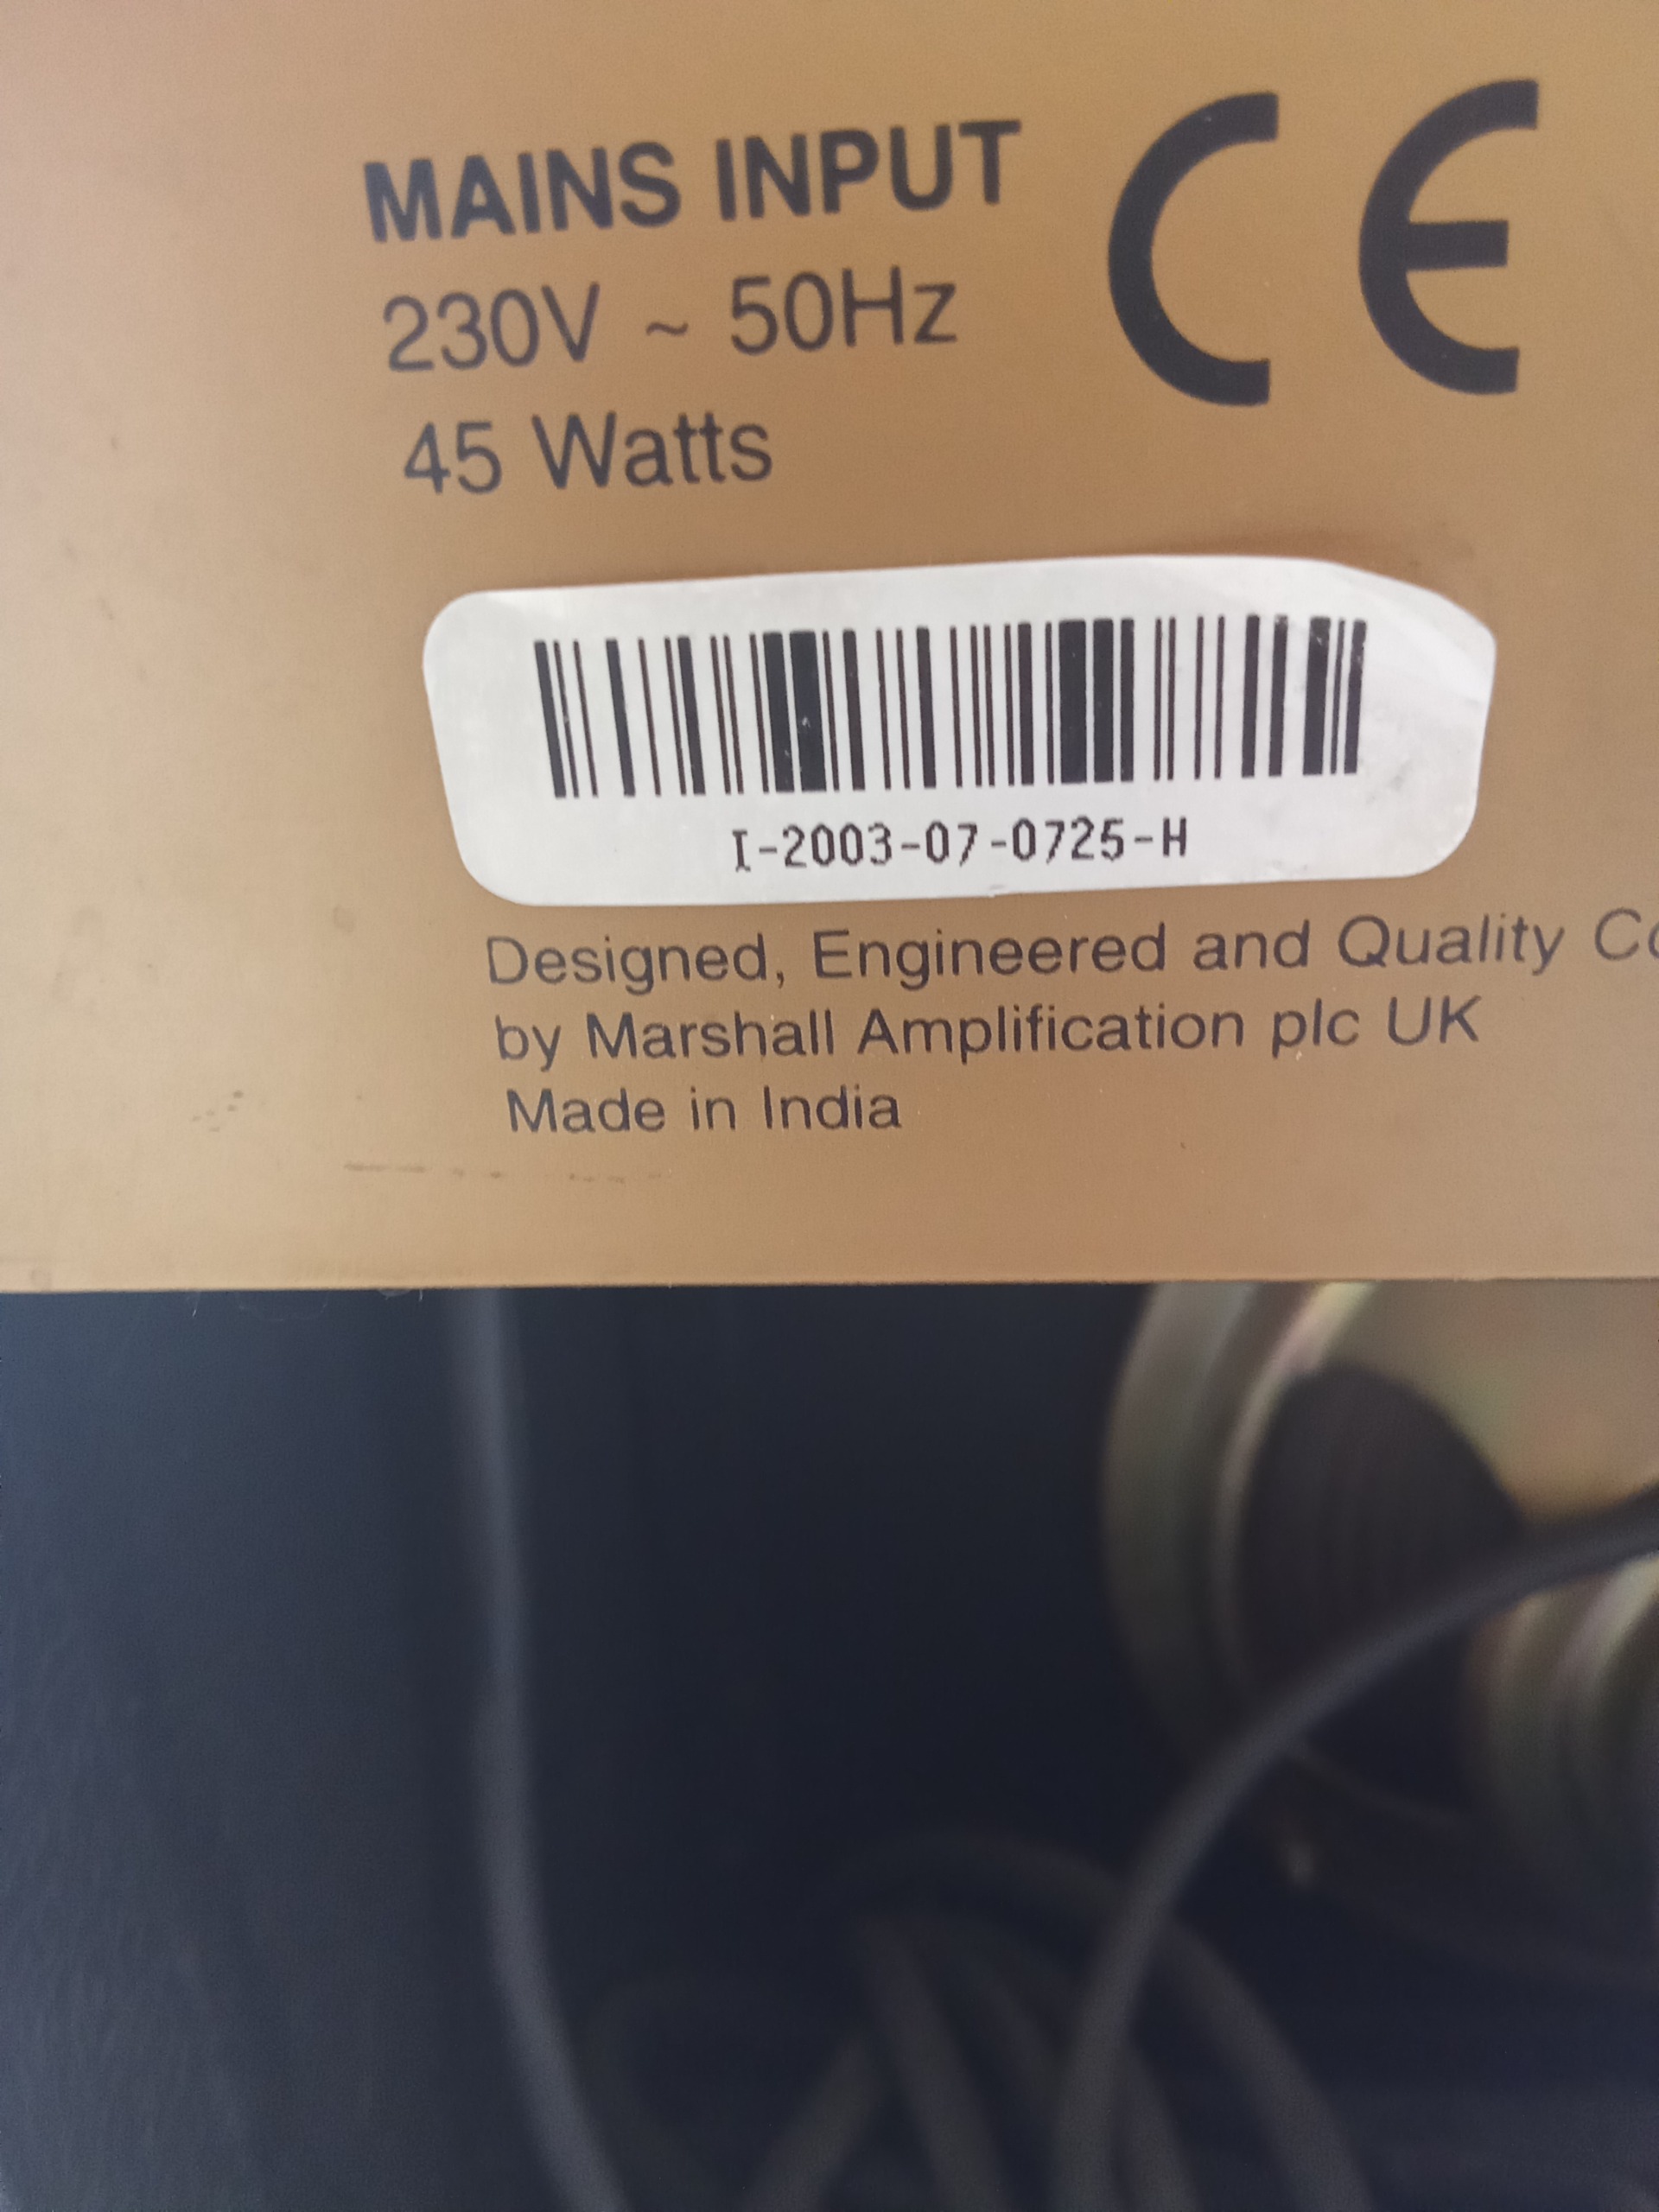 MAINS INPUT
CE
230V ~ 50Hz
45 Watts
I-2003-07-0725-H
Designed, Engineered and Quality
by Marshall Amplification plc UK
Made in India